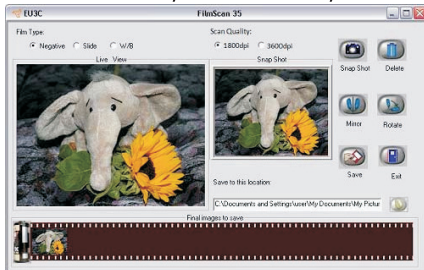 EU3C FilmScan 35
Film Type: Scan Quality:
Negative Slide W/B 1800dpi 3600dpi
Live View Snap Shot
Snap Shot Delete
Mirror Rotate
Save to this location
Save Exit
C:\Documents and Settings\user\My Documents\My Pictur
Final images to save